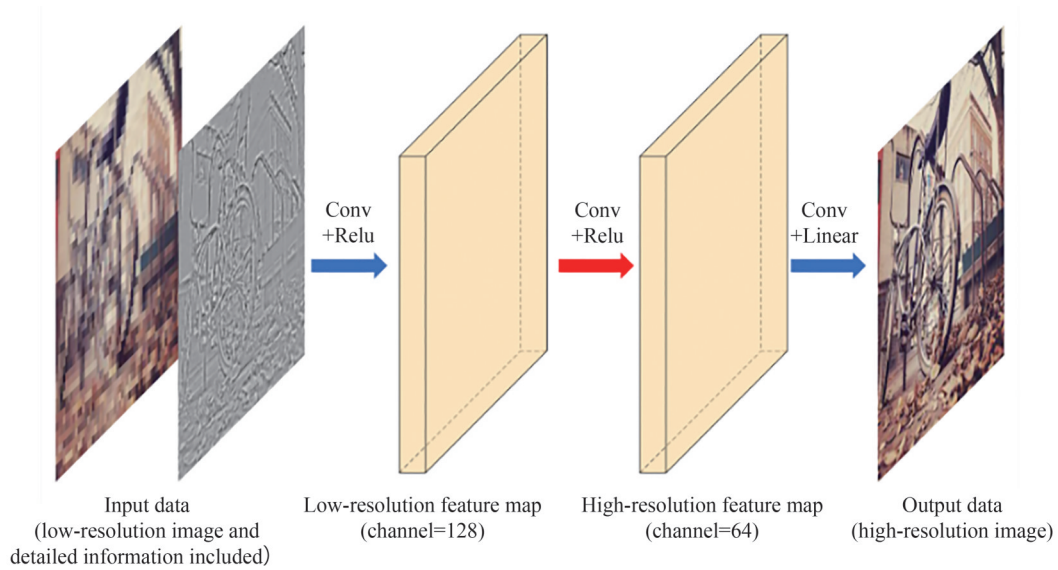 Conv
+Relu
Conv
+Relu
Conv
+Linear
Input data
(low-resolution image and
detailed information included)
Low-resolution feature map
(channel=128)
High-resolution feature map
(channel=64)
Output data
(high-resolution image)